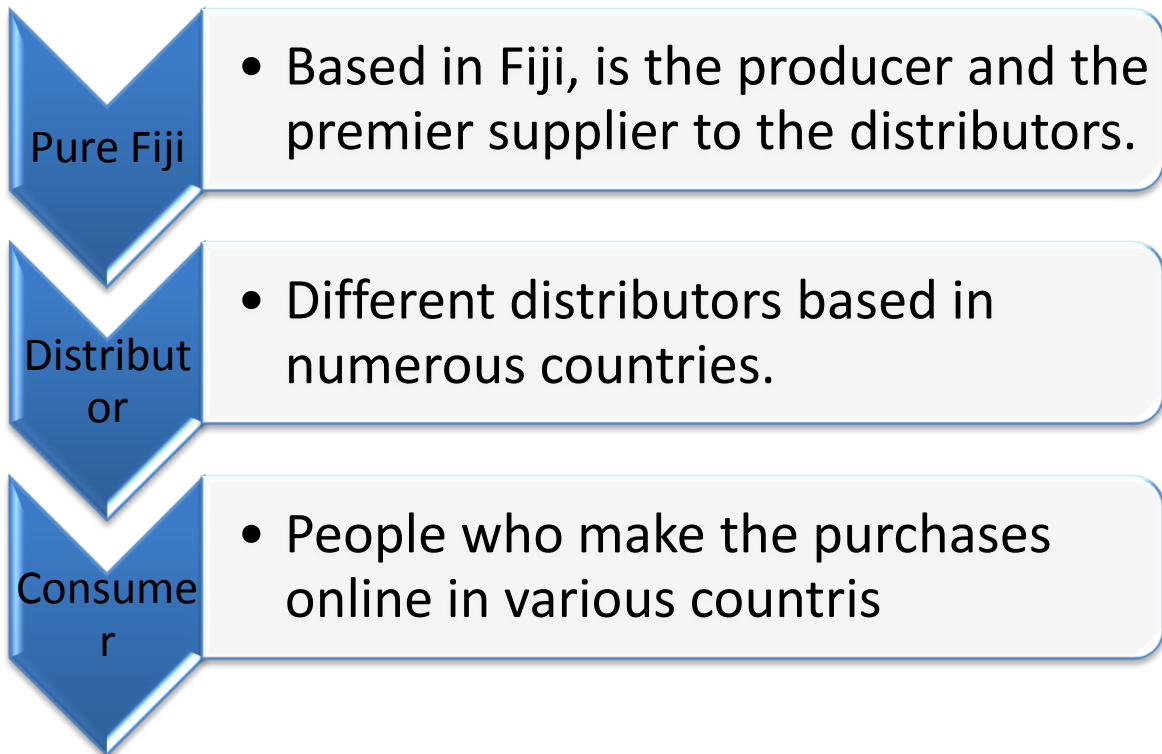 Pure Fiji
• Based in Fiji, is the producer and the
premier supplier to the distributors.
Distribut
or
• Different distributors based in
numerous countries.
Consume
r
• People who make the purchases
online in various countris